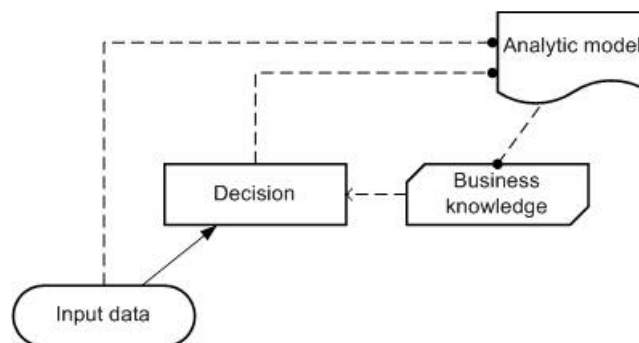 Analytic model
Decision
Business
knowledge
Input data